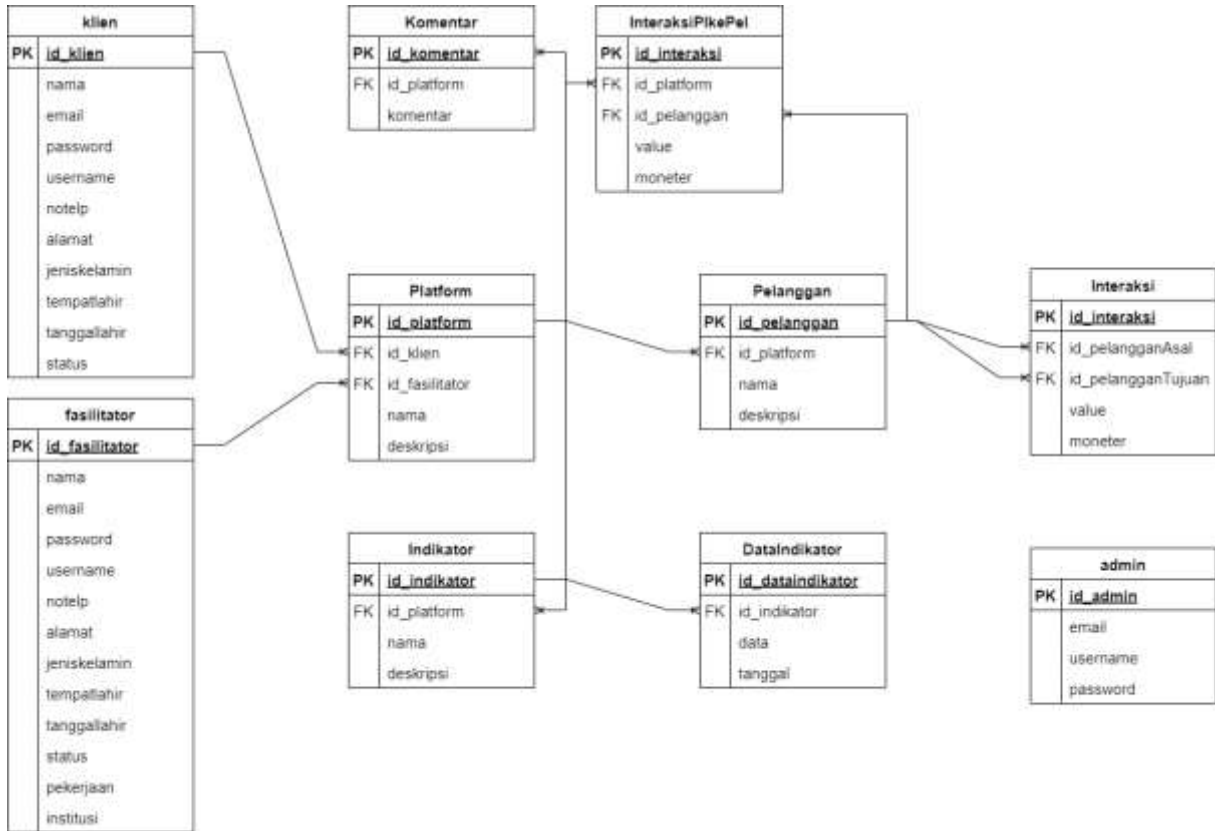 klien
PK id_klien
nama
email
password
username
notelp
alamat
jeniskelamin
tempatlahir
tanggallahir
status
fasilitator
PK id_fasilitator
nama
email
password
username
notelp
alamat
jeniskelamin
tempatlahir
tanggallahir
status
pekerjaan
institusi
Komentar
PK id_komentar
FK id_platform
komentar
InteraksiPlkePel
PK id_interaksi
FK id_platform
FK id_pelanggan
value
moneter
Platform
PK id_platform
FK id_klien
FK id_fasilitator
nama
deskripsi
Pelanggan
PK id_pelanggan
FK id_platform
nama
deskripsi
Interaksi
PK id_interaksi
FK id_pelangganAsal
FK id_pelangganTujuan
value
moneter
Indikator
PK id_indikator
FK id_platform
nama
deskripsi
DataIndikator
PK id_dataindikator
FK id_indikator
data
tanggal
admin
PK id_admin
email
username
password